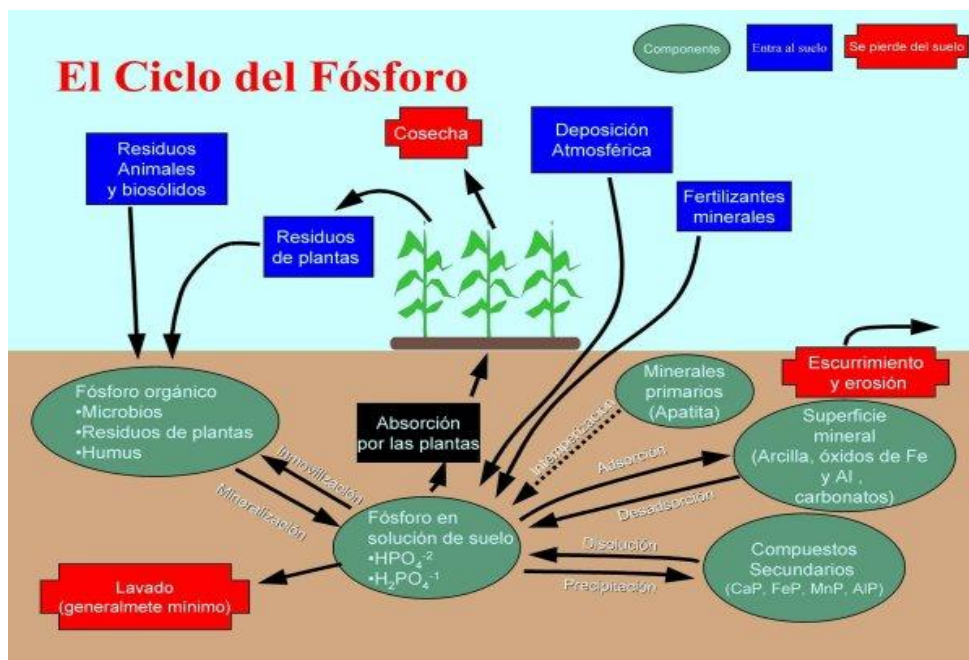 Componente
Entra al suelo
Se pierde del suelo
El Ciclo del Fósforo
Residuos
Animales
y biosólidos
Cosecha
Deposición
Atmosférica
Fertilizantes
minerales
Residuos
de plantas
Escurrimiento
y erosión
Minerales
primarios
(Apatita)
Fósforo orgánico
•Microbios
•Residuos de plantas
•Humus
Absorción
por las plantas
Intemperización
Superficie
mineral
(Arcilla, óxidos de Fe
y Al ,
carbonatos)
Adsorción
Desadsorción
Inmovilización
Mineralización
Fósforo en
solución de suelo
•HPO₄⁻²
•H₂PO₄⁻¹
Disolución
Precipitación
Compuestos
Secundarios
(CaP, FeP, MnP, AlP)
Lavado
(generalmete mínimo)